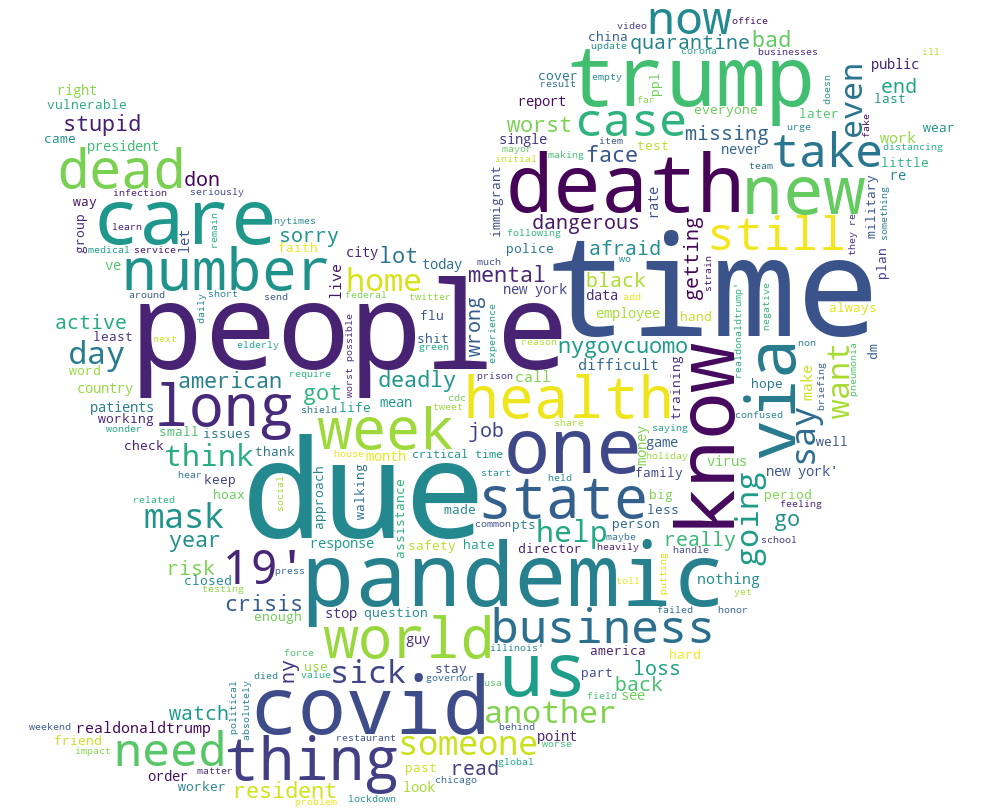 video
office
now
china
quarantine
bad
update
corona
businesses
ill
trump
cover
empty
ppl
even
public
result
far
doesn
end
right
vulnerable
report
everyone
later
last
came
stupid
worst
case
missing
urge
fake
wear
president
single
face
test
never
take
work
distancing
mayor
item
dead
don
initial
making
team
little
infection
seriously
death
new
re
way
care
immigrant
rate
military
something
group
learn
nytimes
remain
let
sorry
following
dangerous
still
they re
medical
service
faith
city
lot
police
afraid
getting
plan
number
ve
live
today
mental
much
wo
strain
time
around
short
send
home
new york
black
realdonaldtrump'
negative
daily
federal
twitter
data
add
always
people
active
next
elderly
flu
wrong
experience
employee
hand
least
shit
green
reason
nygovcuomo
non
dm
day
word
require
worst possible
difficult
know
via
want
pneumonia
country
american
got
deadly
prison
call
training
hope
make
briefing
patients
shield
life
mean
cdc
tweet
health
confused
say
working
long
small
week
share
saying
wonder
issues
thank
job
one
game
money
holiday
well
check
house
month
critical time
family
virus
new york'
think
keep
hear
due
start
state
big
period
feeling
related
hoax
social
approach
walking
assistance
held
less
going
go
school
mask
made
common
pts
help
person
maybe
really
year
19'
response
safety
hate
director
heavily
handle
risk
closed
press
pandemic
putting
nothing
testing
toll
yet
crisis
enough
stop
question
business
failed
honor
world
guy
illinois'
america
hard
force
ny
use
sick
stay
us
part
loss
died
value
governor
usa
back
political
absolutely
covid
field
see
watch
another
weekend
realdonaldtrump
behind
friend
need
thing
restaurant
someone
point
impact
worse
order
matter
past
read
global
worker
resident
look
chicago
problem
lockdown